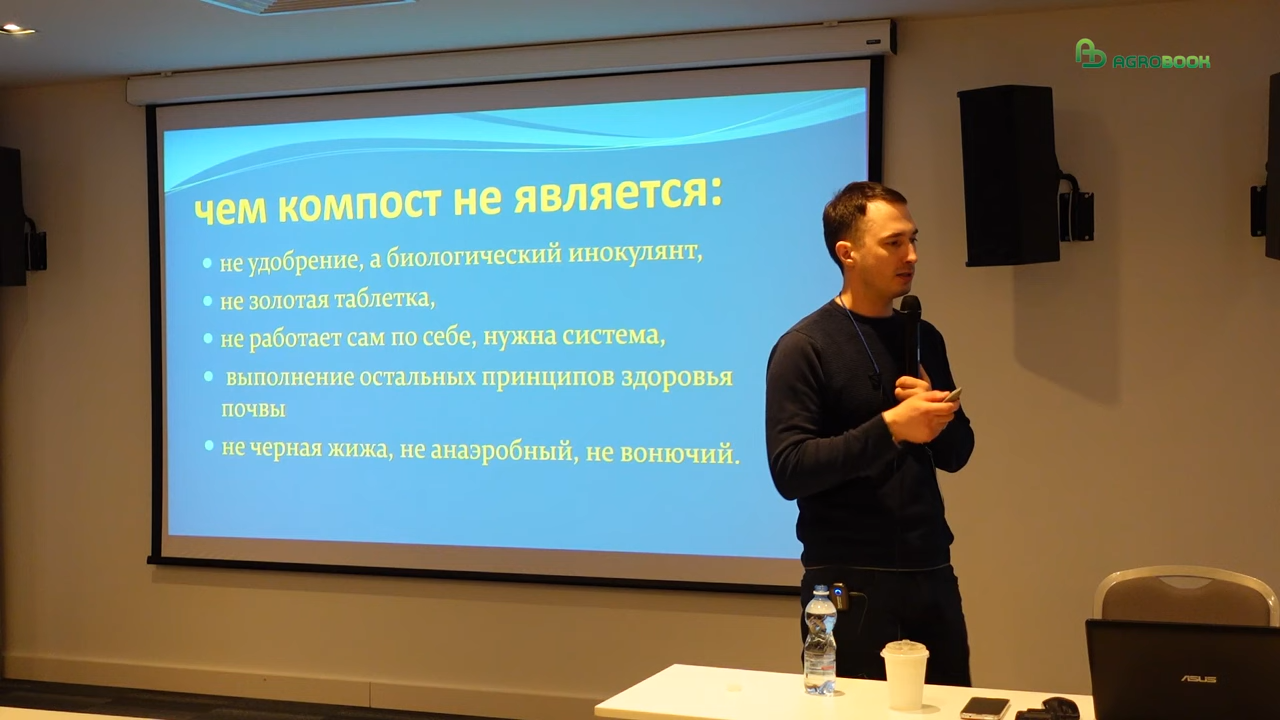 AGROBOOK
чем компост не является:
не удобрение, а биологический инокулянт,
не золотая таблетка,
не работает сам по себе, нужна система,
выполнение остальных принципов здоровья
почвы
не черная жижа, не анаэробный, не вонючий.
ASUS